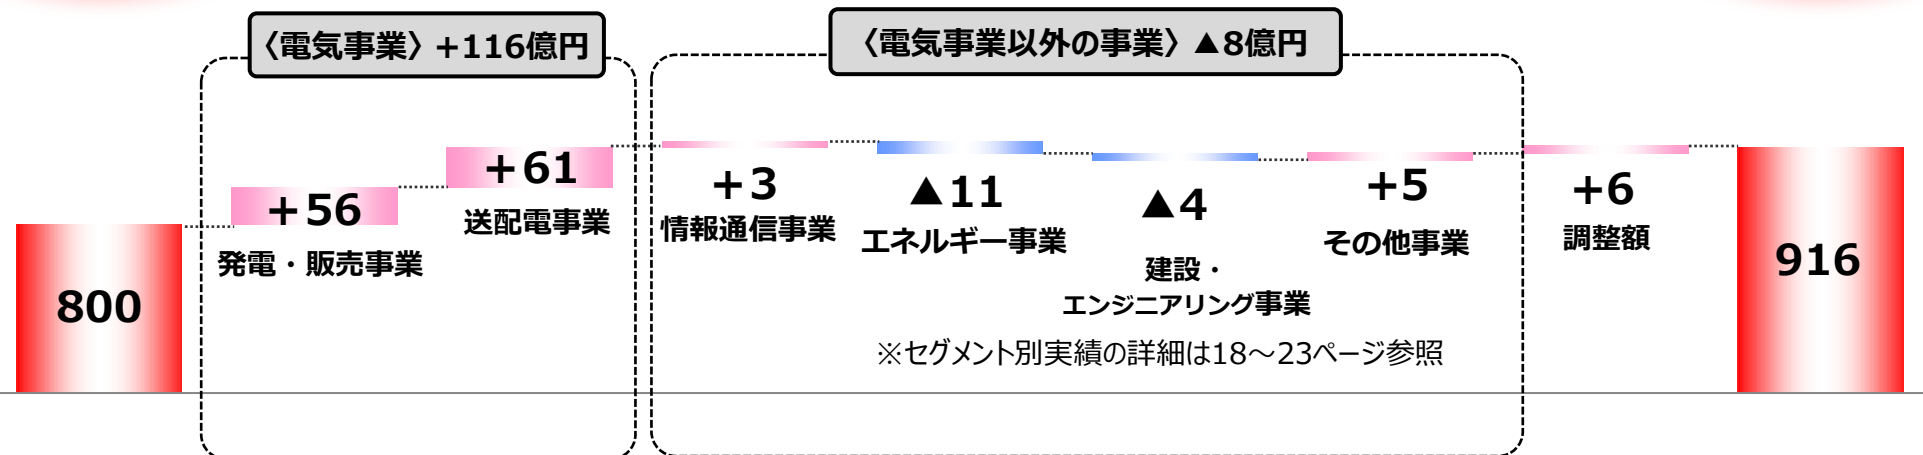 〈電気事業〉+116億円
〈電気事業以外の事業〉▲8億円
800
+56
発電・販売事業
+61
送配電事業
+3
情報通信事業
▲11
エネルギー事業
▲4
建設・
エンジニアリング事業
+5
その他事業
+6
調整額
916
※セグメント別実績の詳細は18～23ページ参照